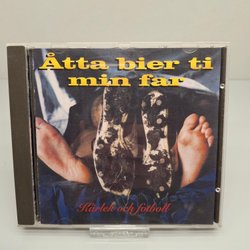 Åtta bier ti
min far
Kärlek och fotboll